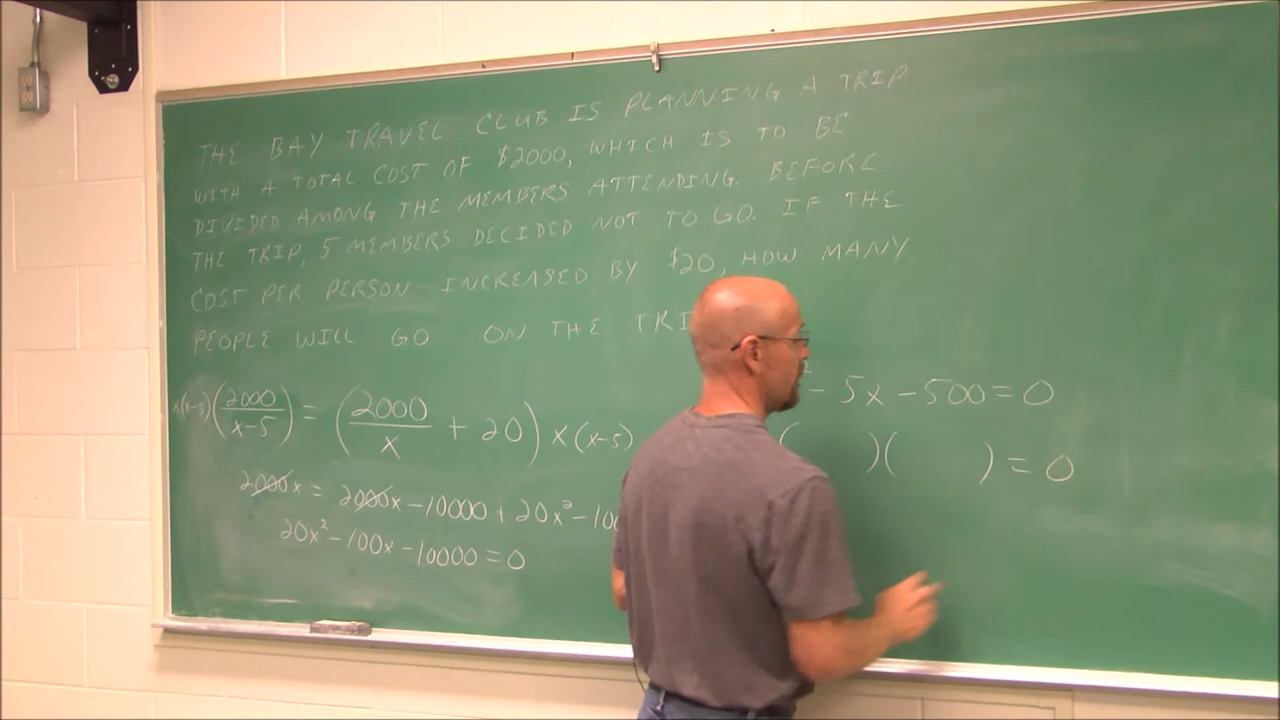 THE BAY TRAVEL CLUB IS PLANNING A TRIP
WITH A TOTAL COST OF $2000, WHICH IS TO BE
DIVIDED AMONG THE MEMBERS ATTENDING. BEFORE
THE TRIP, 5 MEMBERS DECIDED NOT TO GO. IF THE
COST PER PERSON INCREASED BY $20, HOW MANY
PEOPLE WILL GO ON THE TRI
x(x-5)(2000/(x-5)) = (2000/x + 20) x(x-5)
2000x = 2000x - 10000 + 20x² - 100
20x² - 100x - 10000 = 0
- 5x - 500 = 0
( )( ) = 0